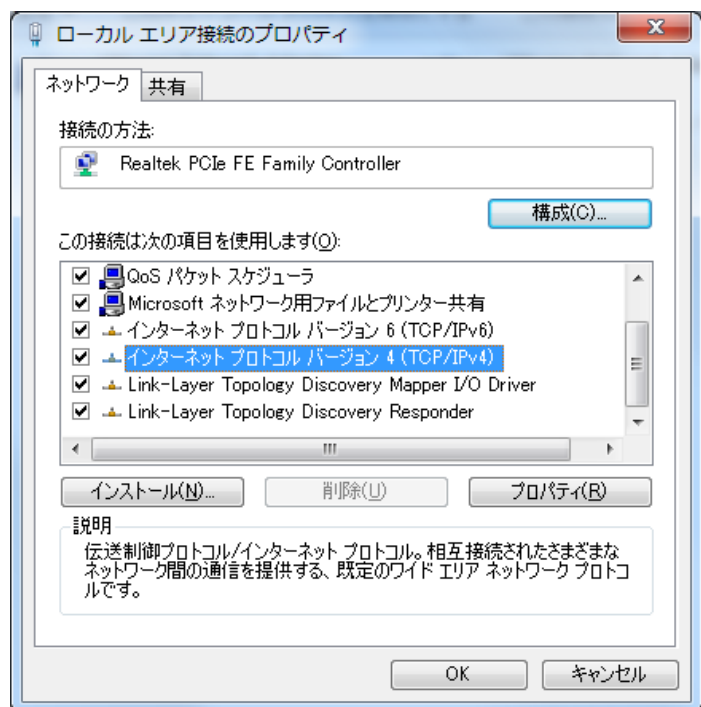 ローカル エリア接続のプロパティ
ネットワーク 共有
接続の方法:
Realtek PCIe FE Family Controller
構成(C)...
この接続は次の項目を使用します(O):
QoS パケット スケジューラ
Microsoft ネットワーク用ファイルとプリンター共有
インターネット プロトコル バージョン 6 (TCP/IPv6)
インターネット プロトコル バージョン 4 (TCP/IPv4)
Link-Layer Topology Discovery Mapper I/O Driver
Link-Layer Topology Discovery Responder
インストール(N)... 削除(U) プロパティ(R)
説明
伝送制御プロトコル/インターネット プロトコル。相互接続されたさまざまな
ネットワーク間の通信を提供する、既定のワイド エリア ネットワーク プロトコ
ルです。
OK キャンセル